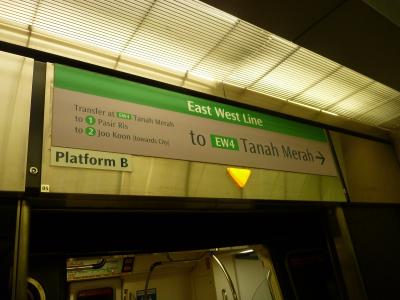 East West Line
Transfer at EW4 Tanah Merah
to 1 Pasir Ris
to 2 Joo Koon (towards City)
to EW4 Tanah Merah →
Platform B
05